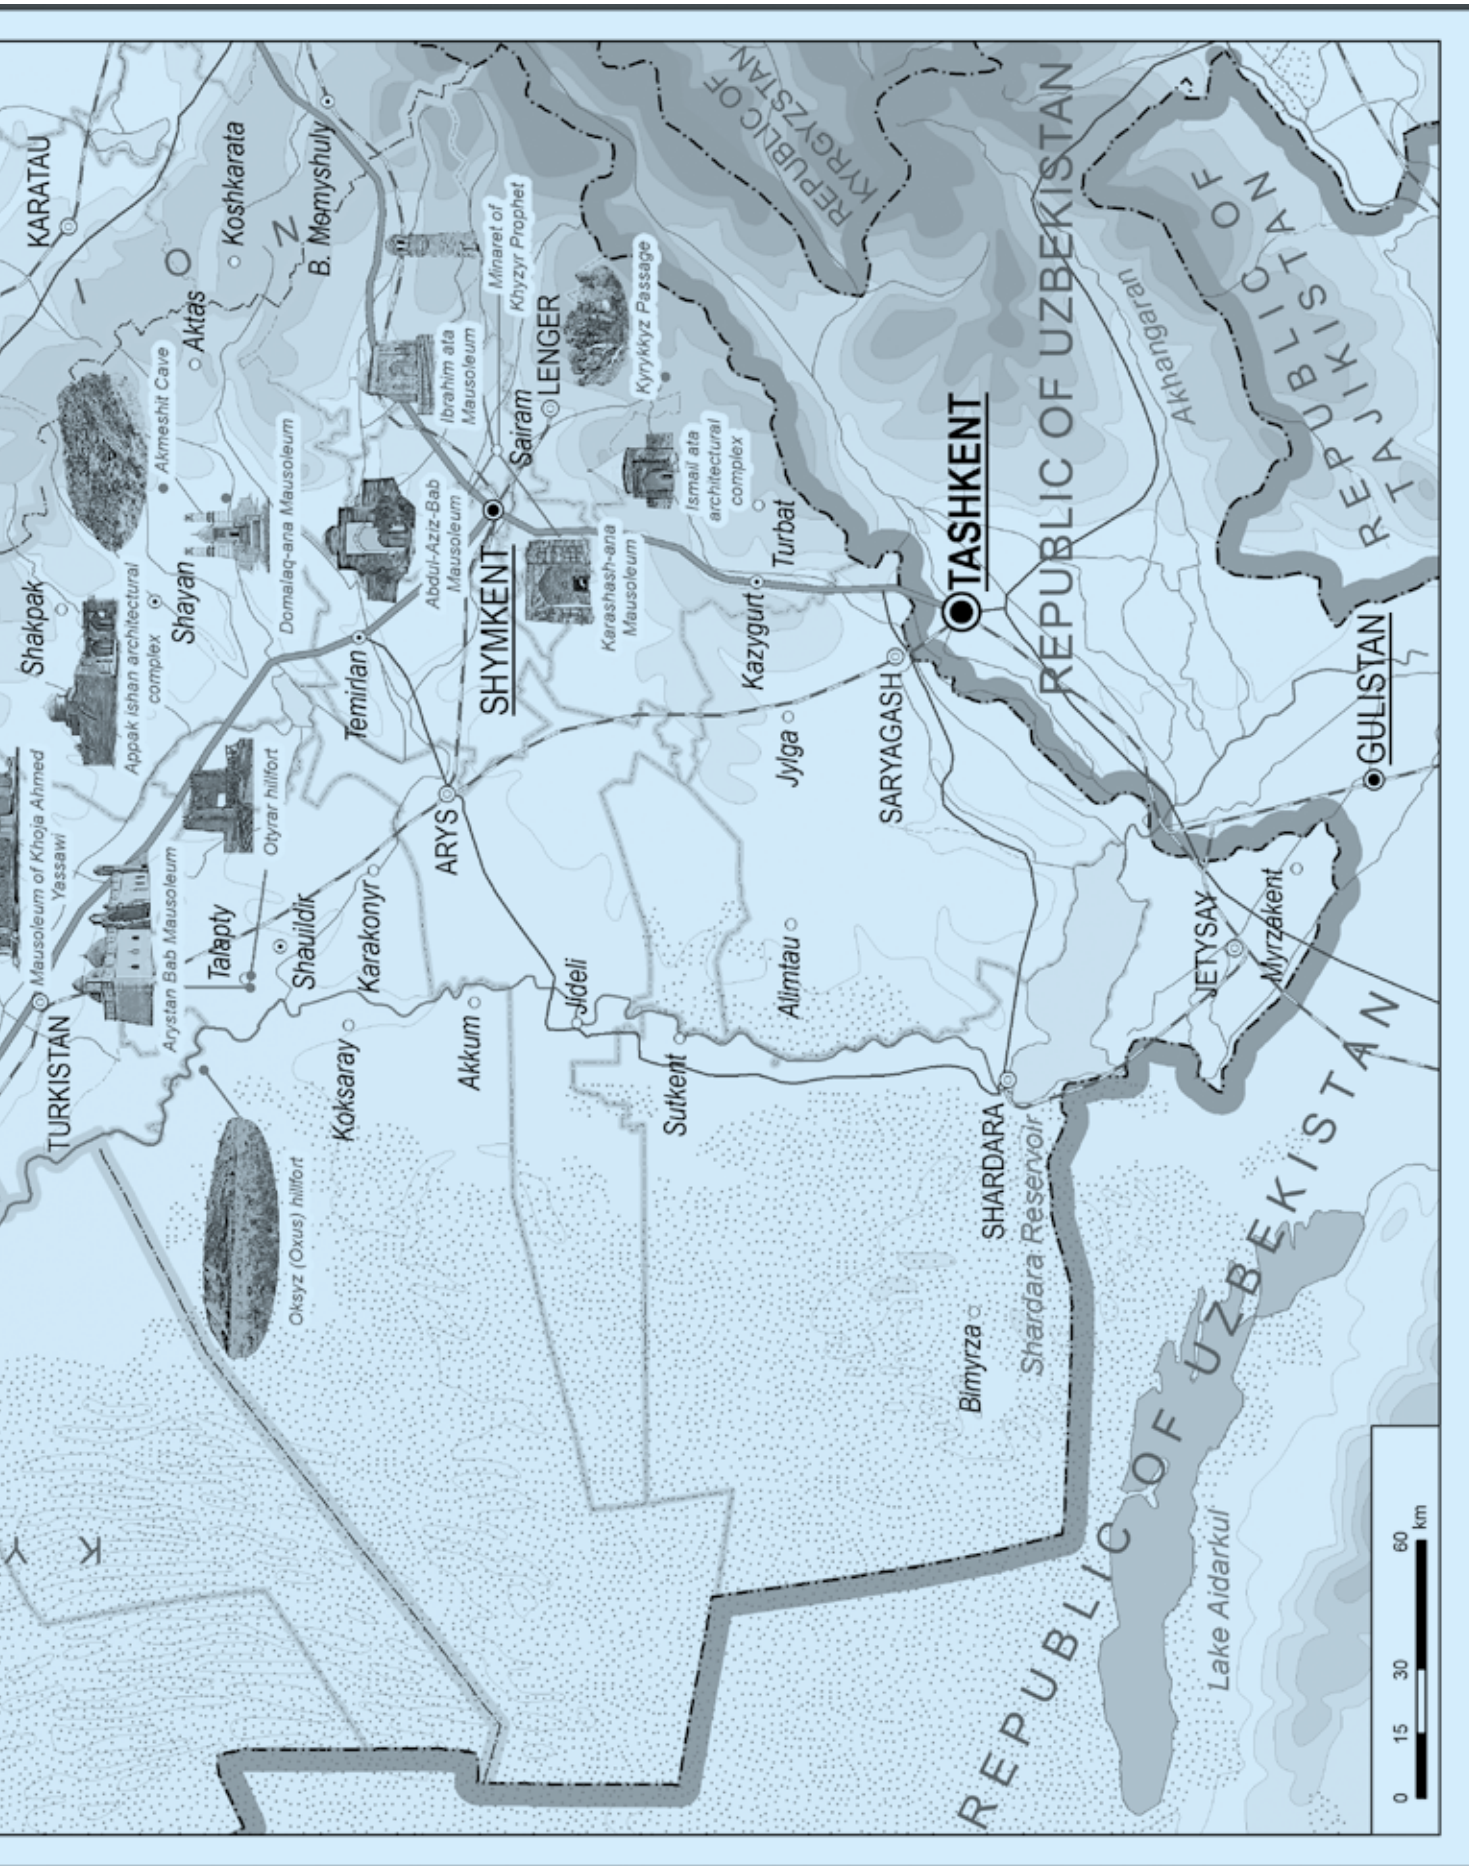 K
Y
TURKISTAN
Mausoleum of Khoja Ahmed
Yassawi
Shakpak
KARATAU
I
O
N
Appak Ishan architectural
complex
Akmeshit Cave
Arystan Bab Mausoleum
Shayan
Aktas
Koshkarata
Talapty
Otyrar hillfort
Domalaq-ana Mausoleum
Oksyz (Oxus) hillfort
Shauildir
B. Momyshuly
Koksaray
Karakonyr
Temirlan
Akkum
ARYS
Abdul-Aziz-Bab
Mausoleum
Ibrahim ata
Mausoleum
SHYMKENT
Sairam
Minaret of
Khyzyr Prophet
LENGER
Jideli
Karashash-ana
Mausoleum
Kyrykkyz Passage
Sutkent
Ismail ata
architectural
complex
REPUBLIC OF
KYRGYZSTAN
Alimtau
Jylga
Kazygurt
Turbat
SARYAGASH
TASHKENT
Bimyrza
SHARDARA
Shardara Reservoir
REPUBLIC OF UZBEKISTAN
Akhangaran
JETYSAY
Myrzakent
REPUBLIC OF UZBEKISTAN
Lake Aidarkul
REPUBLIC OF
TAJIKISTAN
GULISTAN
0 15 30 60 km